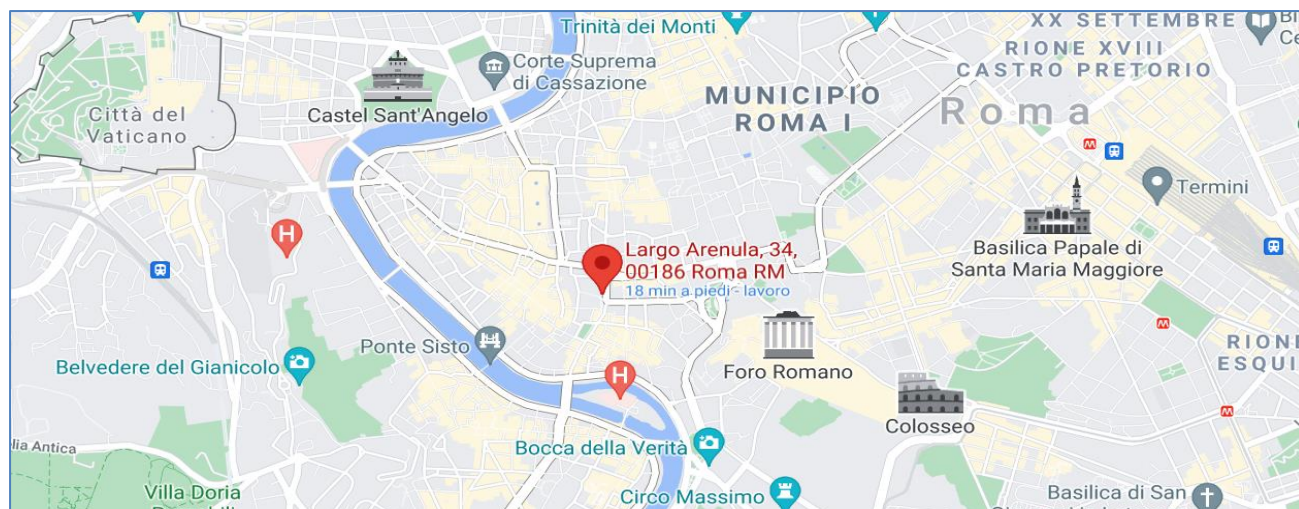 Trinità dei Monti
XX SETTEMBRE
RIONE XVIII
CASTRO PRETORIO
Corte Suprema
di Cassazione
Città del
Vaticano
Castel Sant'Angelo
MUNICIPIO
ROMA I
Roma
M
Termini
H
Basilica Papale di
Santa Maria Maggiore
Largo Arenula, 34,
00186 Roma RM
18 min a piedi - lavoro
M
Ponte Sisto
Foro Romano
RIONE
ESQUI
Belvedere del Gianicolo
H
Colosseo
M
Bocca della Verità
Antica
Villa Doria
Circo Massimo
Basilica di San